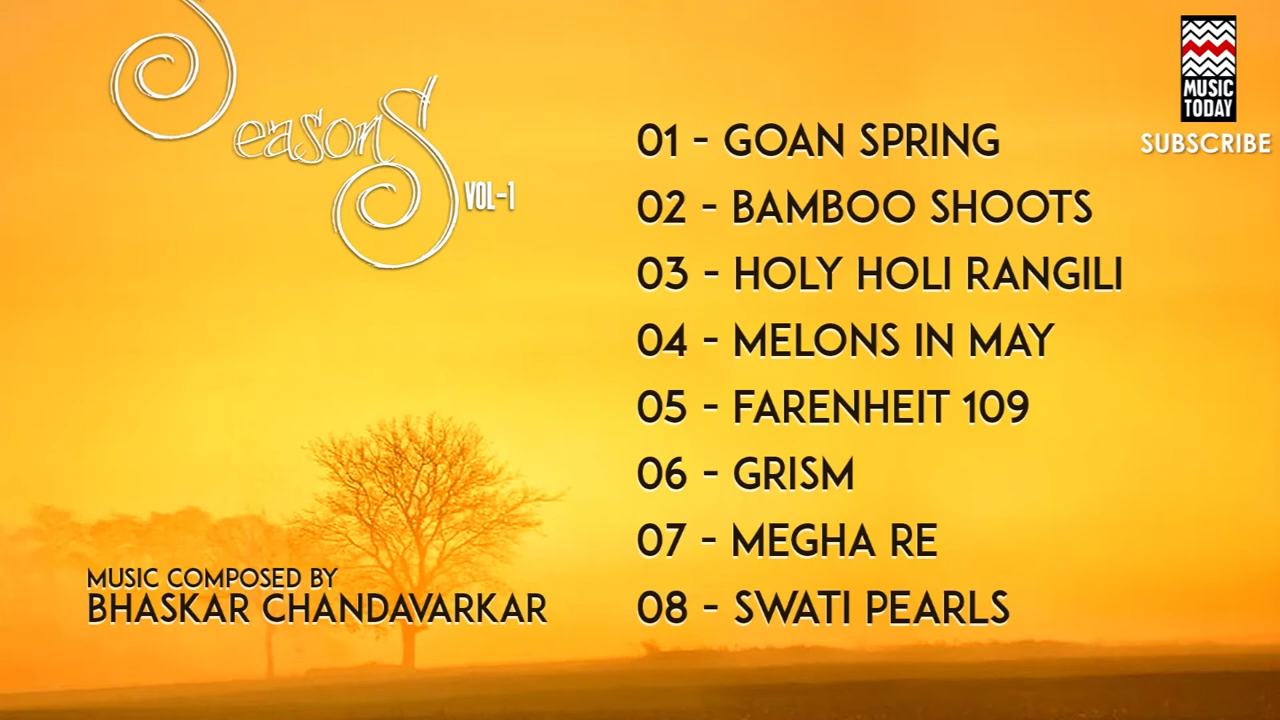 SeasonS
VOL-1
MUSIC COMPOSED BY
BHASKAR CHANDAVARKAR
01 - GOAN SPRING
02 - BAMBOO SHOOTS
03 - HOLY HOLI RANGILI
04 - MELONS IN MAY
05 - FARENHEIT 109
06 - GRISM
07 - MEGHA RE
08 - SWATI PEARLS
MUSIC
TODAY
SUBSCRIBE